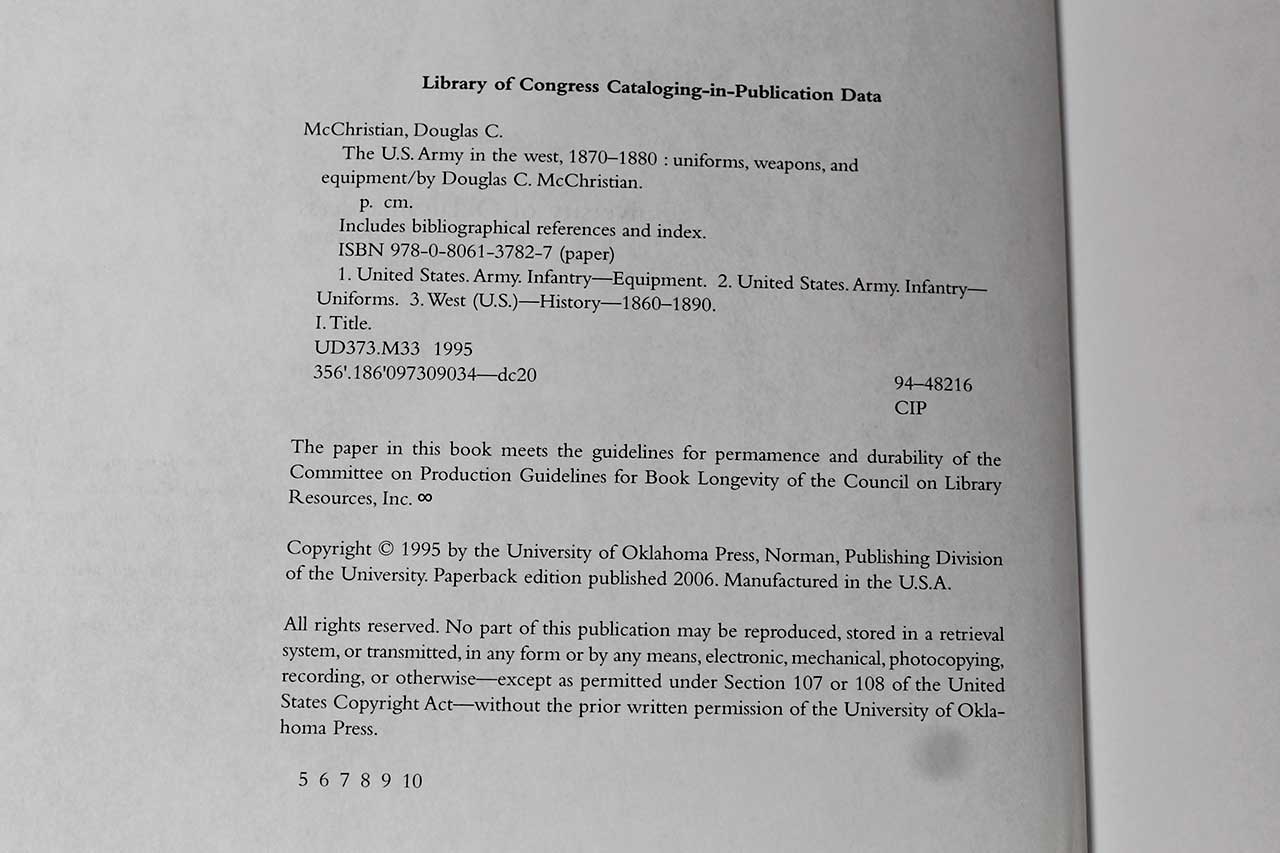 Library of Congress Cataloging-in-Publication Data
McChristian, Douglas C.
The U.S. Army in the west, 1870–1880 : uniforms, weapons, and
equipment/by Douglas C. McChristian.
p. cm.
Includes bibliographical references and index.
ISBN 978-0-8061-3782-7 (paper)
1. United States. Army. Infantry—Equipment. 2. United States. Army. Infantry—
Uniforms. 3. West (U.S.)—History—1860–1890.
I. Title.
UD373.M33 1995
356'.186'097309034—dc20
94–48216
CIP
The paper in this book meets the guidelines for permamence and durability of the
Committee on Production Guidelines for Book Longevity of the Council on Library
Resources, Inc. ∞
Copyright © 1995 by the University of Oklahoma Press, Norman, Publishing Division
of the University. Paperback edition published 2006. Manufactured in the U.S.A.
All rights reserved. No part of this publication may be reproduced, stored in a retrieval
system, or transmitted, in any form or by any means, electronic, mechanical, photocopying,
recording, or otherwise—except as permitted under Section 107 or 108 of the United
States Copyright Act—without the prior written permission of the University of Okla-
homa Press.
5 6 7 8 9 10